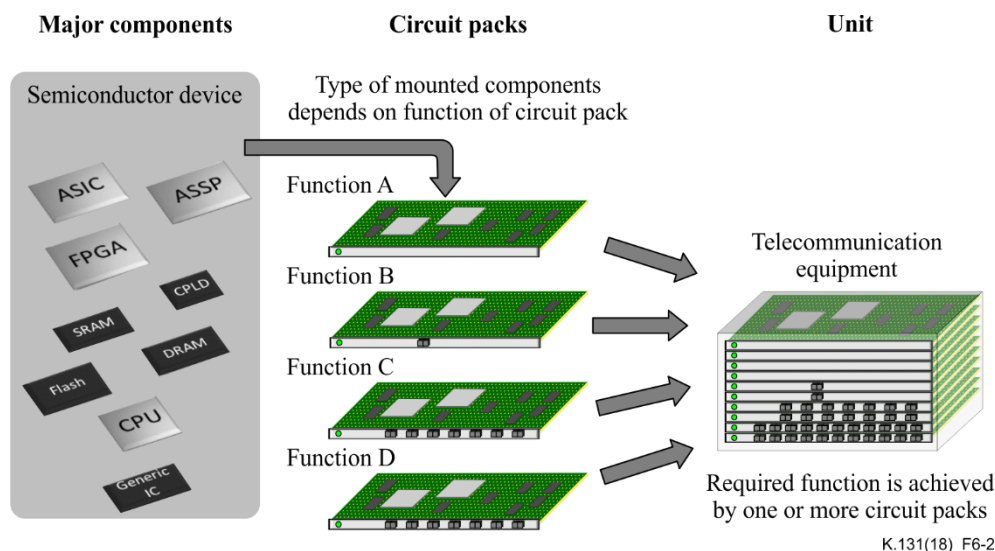 Major components
Circuit packs
Unit
Semiconductor device
Type of mounted components
depends on function of circuit pack
ASIC
ASSP
FPGA
CPLD
SRAM
DRAM
Flash
CPU
Generic
IC
Function A
Function B
Function C
Function D
Telecommunication
equipment
Required function is achieved
by one or more circuit packs
K.131(18)_F6-2